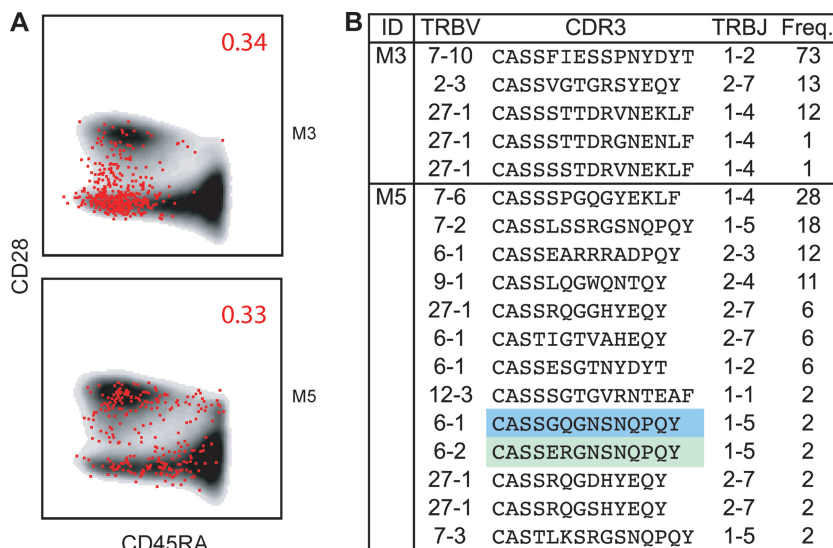 A
0.34
M3
0.33
M5
CD28
CD45RA
B
ID TRBV CDR3 TRBJ Freq.
M3 7-10 CASSFIESSPNYDYT 1-2 73
2-3 CASSVGTGRSYEQY 2-7 13
27-1 CASSSTTDRVNEKLF 1-4 12
27-1 CASSSTTDRGNENLF 1-4 1
27-1 CASSSSTDRVNEKLF 1-4 1
M5 7-6 CASSSPGQGYEKLF 1-4 28
7-2 CASSLSSRGSNQPQY 1-5 18
6-1 CASSEARRRADPQY 2-3 12
9-1 CASSLQGWQNTQY 2-4 11
27-1 CASSRQGGHYEQY 2-7 6
6-1 CASTIGTVAHEQY 2-7 6
6-1 CASSESGTNYDYT 1-2 6
12-3 CASSSGTGVRNTEAF 1-1 2
6-1 CASSGQGNSNQPQY 1-5 2
6-2 CASSERGNSNQPQY 1-5 2
27-1 CASSRQGDHYEQY 2-7 2
27-1 CASSRQGSHYEQY 2-7 2
7-3 CASTLKSRGSNQPQY 1-5 2